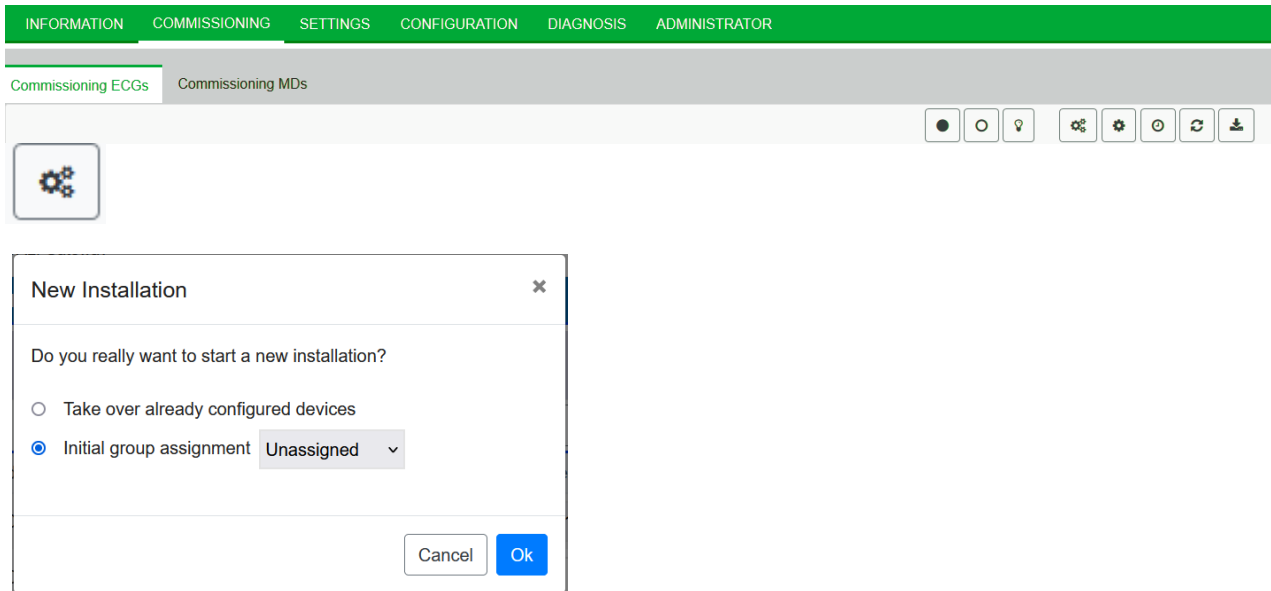 INFORMATION COMMISSIONING SETTINGS CONFIGURATION DIAGNOSIS ADMINISTRATOR
Commissioning ECGs Commissioning MDs
New Installation ×
Do you really want to start a new installation?
Take over already configured devices
Initial group assignment Unassigned
Cancel Ok